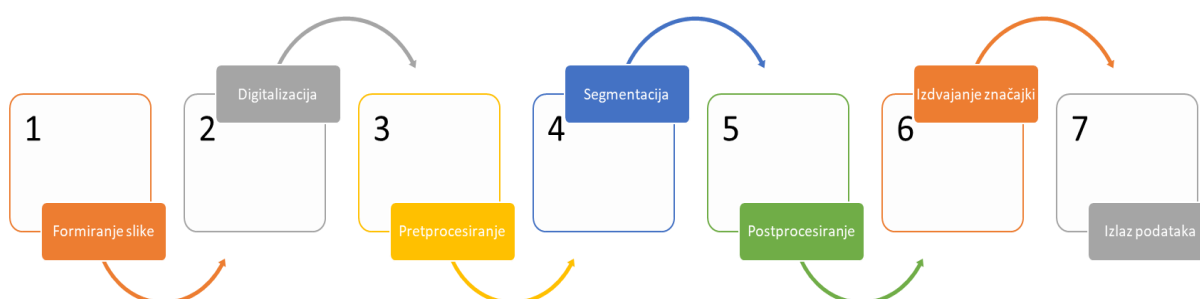 1
Formiranje slike
2
Digitalizacija
3
Pretprocesiranje
4
Segmentacija
5
Postprocesiranje
6
Izdvajanje značajki
7
Izlaz podataka